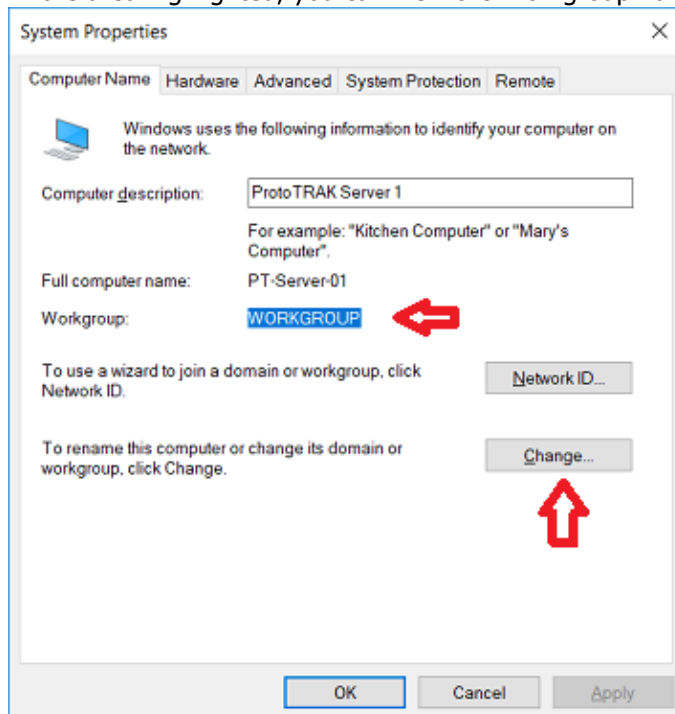 System Properties
Computer Name Hardware Advanced System Protection Remote
Windows uses the following information to identify your computer on
the network.
Computer description: ProtoTRAK Server 1
For example: "Kitchen Computer" or "Mary's
Computer".
Full computer name: PT-Server-01
Workgroup: WORKGROUP
To use a wizard to join a domain or workgroup, click
Network ID.
Network ID...
To rename this computer or change its domain or
workgroup, click Change.
Change...
OK Cancel Apply